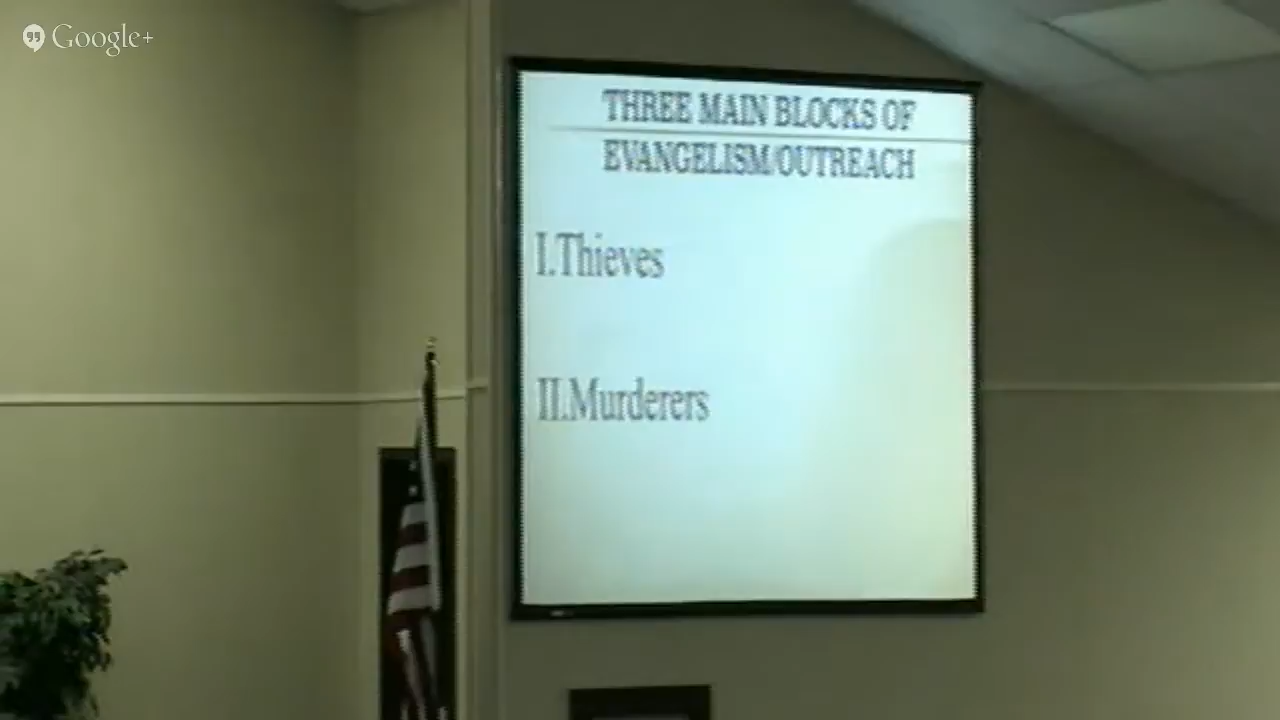 Google+
THREE MAIN BLOCKS OF
EVANGELISM/OUTREACH
I.Thieves
II.Murderers